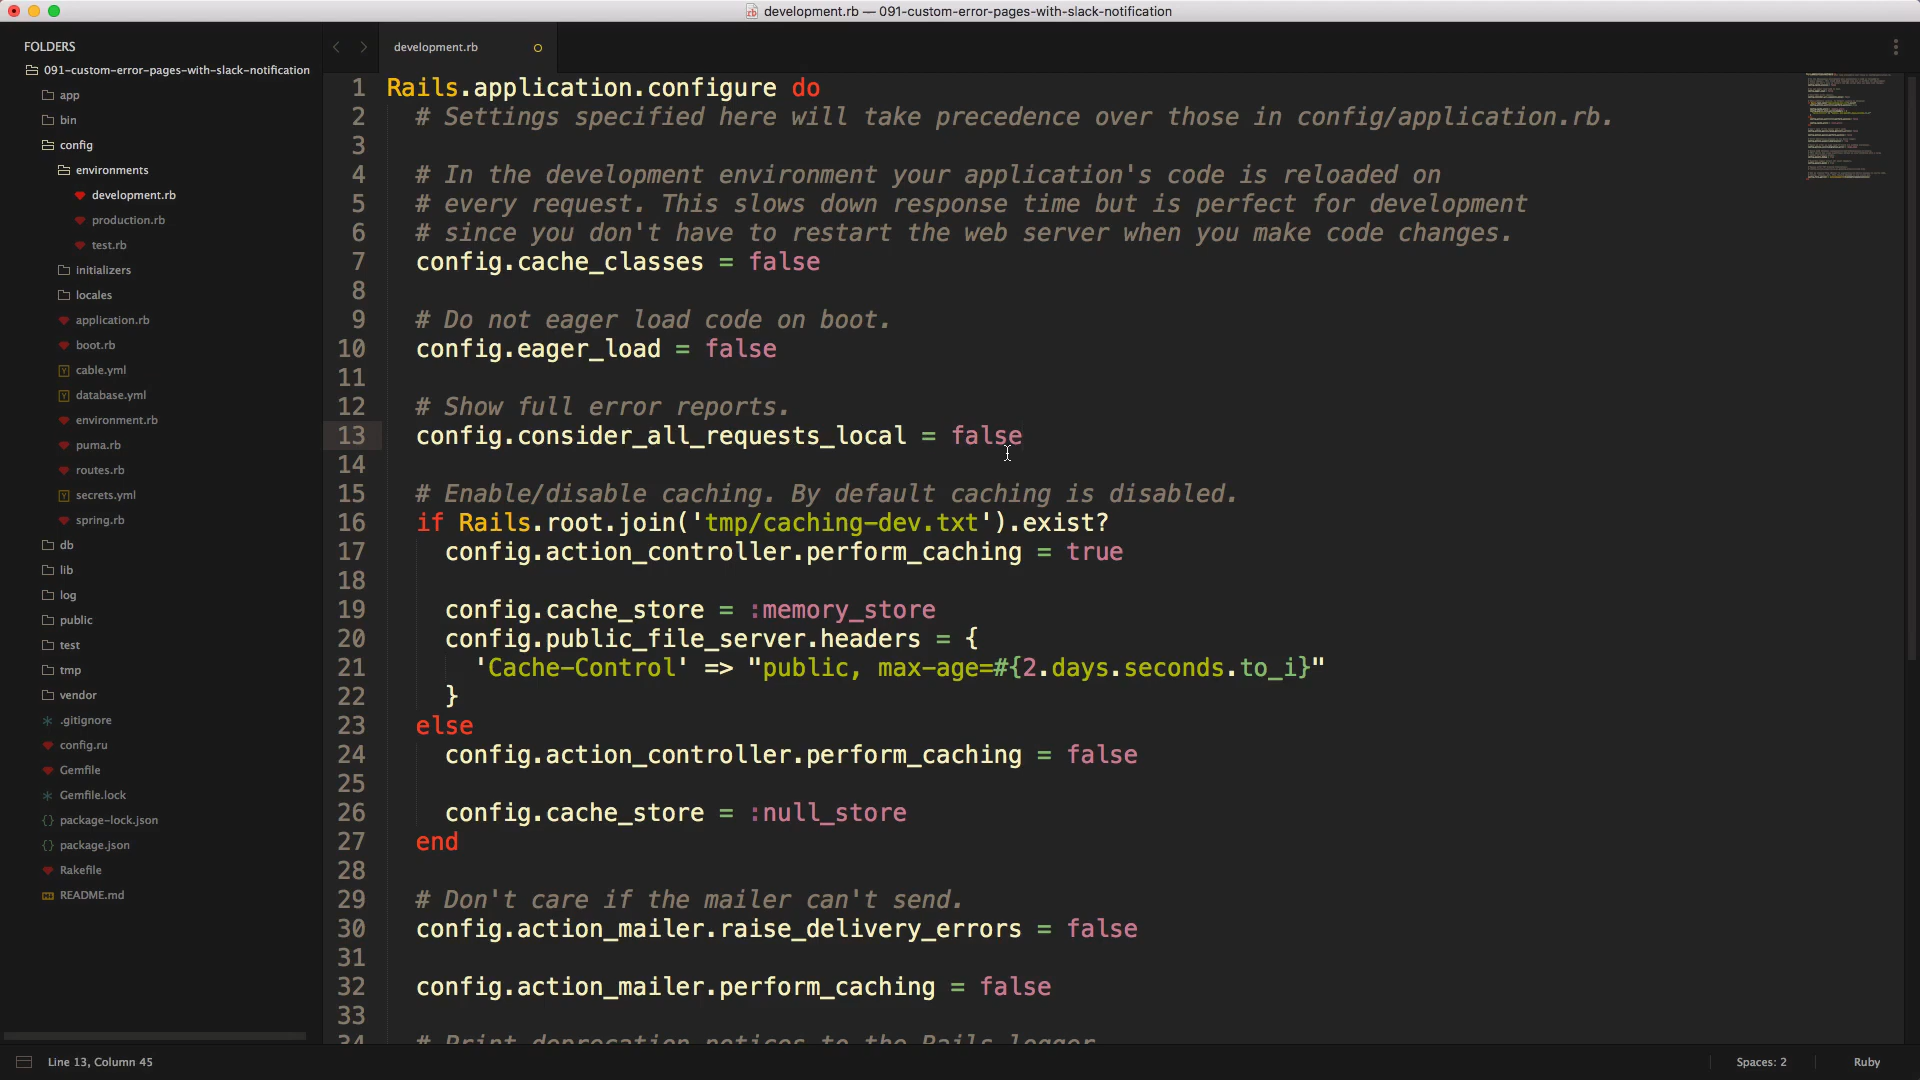 development.rb — 091-custom-error-pages-with-slack-notification
FOLDERS
091-custom-error-pages-with-slack-notification
app
bin
config
environments
development.rb
production.rb
test.rb
initializers
locales
application.rb
boot.rb
cable.yml
database.yml
environment.rb
puma.rb
routes.rb
secrets.yml
spring.rb
db
lib
log
public
test
tmp
vendor
.gitignore
config.ru
Gemfile
Gemfile.lock
package-lock.json
package.json
Rakefile
README.md
development.rb
1 Rails.application.configure do
2   # Settings specified here will take precedence over those in config/application.rb.
3
4   # In the development environment your application's code is reloaded on
5   # every request. This slows down response time but is perfect for development
6   # since you don't have to restart the web server when you make code changes.
7   config.cache_classes = false
8
9   # Do not eager load code on boot.
10   config.eager_load = false
11
12   # Show full error reports.
13   config.consider_all_requests_local = false
14
15   # Enable/disable caching. By default caching is disabled.
16   if Rails.root.join('tmp/caching-dev.txt').exist?
17     config.action_controller.perform_caching = true
18
19     config.cache_store = :memory_store
20     config.public_file_server.headers = {
21       'Cache-Control' => "public, max-age=#{2.days.seconds.to_i}"
22     }
23   else
24     config.action_controller.perform_caching = false
25
26     config.cache_store = :null_store
27   end
28
29   # Don't care if the mailer can't send.
30   config.action_mailer.raise_delivery_errors = false
31
32   config.action_mailer.perform_caching = false
33
34   # Print deprecation notices to the Rails logger
Line 13, Column 45
Spaces: 2
Ruby